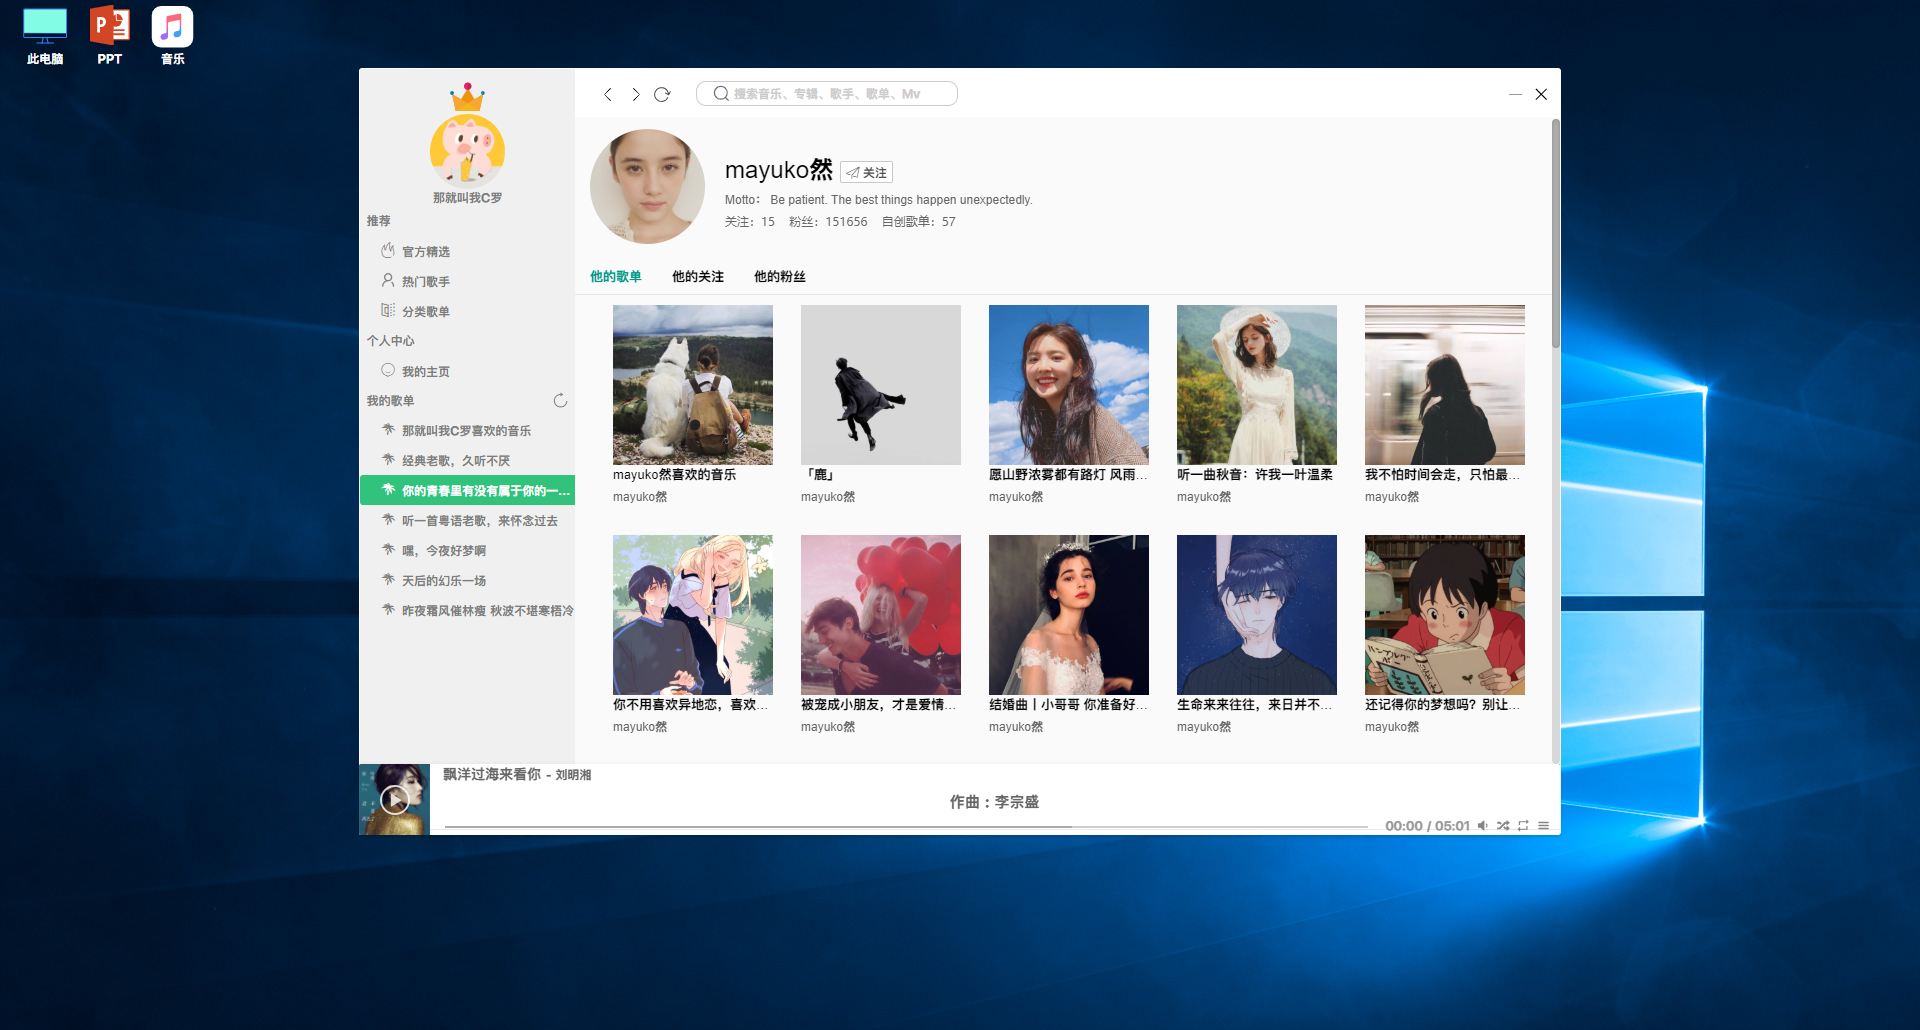 此电脑
PPT
音乐
那就叫我C罗
推荐
官方精选
热门歌手
分类歌单
个人中心
我的主页
我的歌单
那就叫我C罗喜欢的音乐
经典老歌，久听不厌
你的青春里有没有属于你的一...
听一首粤语老歌，来怀念过去
嘿，今夜好梦啊
天后的幻乐一场
昨夜霜风催林瘦 秋波不堪寒梧冷
搜索音乐、专辑、歌手、歌单、Mv
mayuko然
关注
Motto： Be patient. The best things happen unexpectedly.
关注：15 粉丝：151656 自创歌单：57
他的歌单 他的关注 他的粉丝
mayuko然喜欢的音乐
mayuko然
「鹿」
mayuko然
愿山野浓雾都有路灯 风雨...
mayuko然
听一曲秋音：许我一叶温柔
mayuko然
我不怕时间会走，只怕最...
mayuko然
你不用喜欢异地恋，喜欢...
mayuko然
被宠成小朋友，才是爱情...
mayuko然
结婚曲丨小哥哥 你准备好...
mayuko然
生命来来往往，来日并不...
mayuko然
还记得你的梦想吗？别让...
mayuko然
飘洋过海来看你 - 刘明湘
作曲 : 李宗盛
00:00 / 05:01